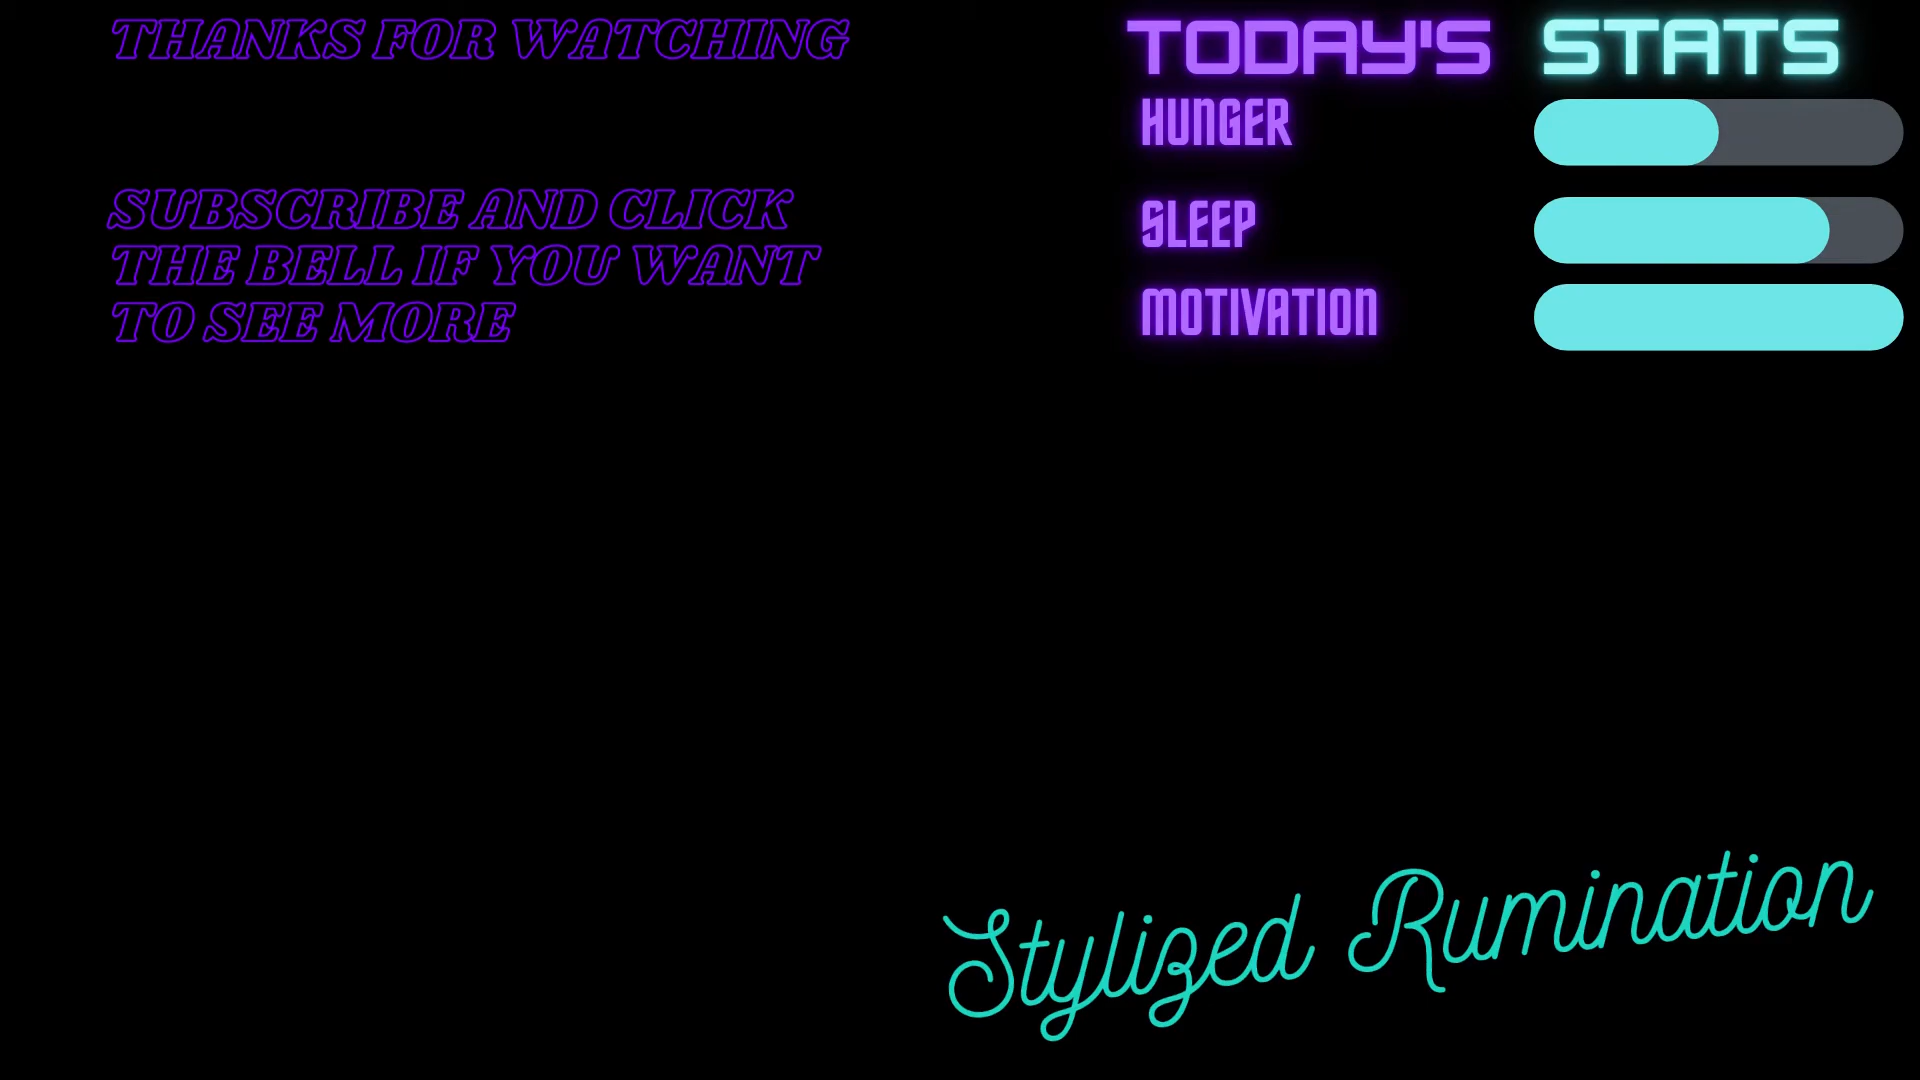 THANKS FOR WATCHING
SUBSCRIBE AND CLICK
THE BELL IF YOU WANT
TO SEE MORE
TODAY'S STATS
HUNGER
SLEEP
MOTIVATION
Stylized Rumination